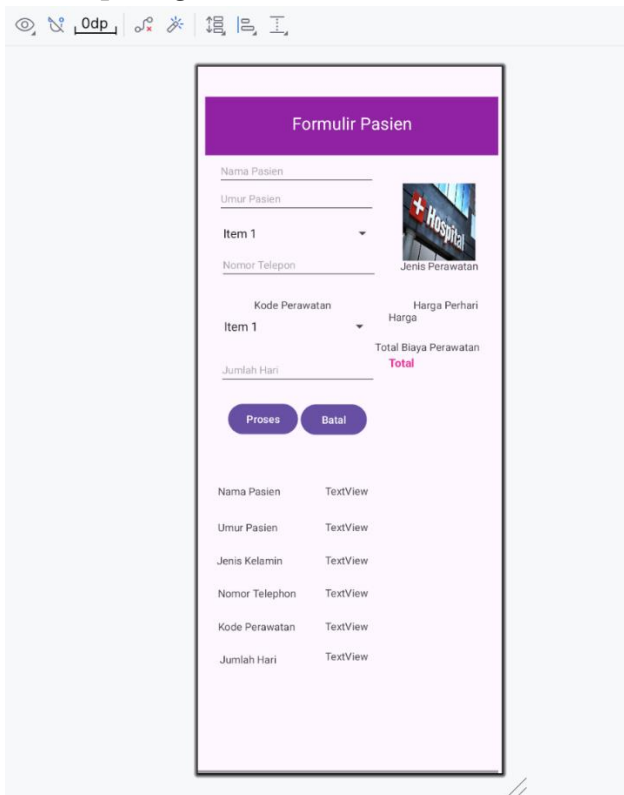 0dp
Formulir Pasien
Nama Pasien
Umur Pasien
Hospital
Item 1
Nomor Telepon
Jenis Perawatan
Kode Perawatan
Harga Perhari
Harga
Item 1
Total Biaya Perawatan
Total
Jumlah Hari
Proses
Batal
Nama Pasien TextView
Umur Pasien TextView
Jenis Kelamin TextView
Nomor Telephon TextView
Kode Perawatan TextView
Jumlah Hari TextView